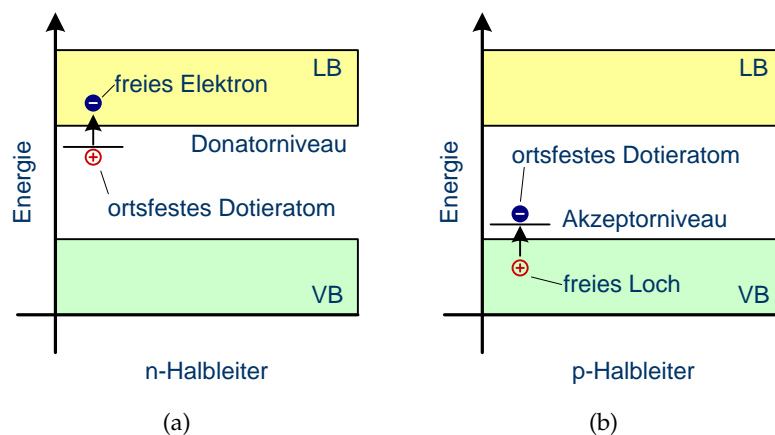 Energie
LB
freies Elektron
Donatorniveau
ortsfestes Dotieratom
VB
n-Halbleiter
(a)
Energie
LB
ortsfestes Dotieratom
Akzeptorniveau
freies Loch
VB
p-Halbleiter
(b)